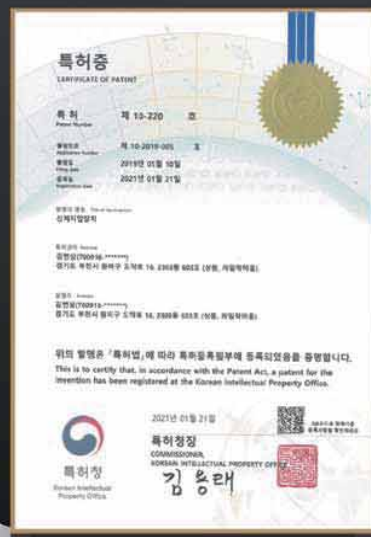 특허증
CERTIFICATE OF PATENT
특 허 제 10-220 호
Patent Number
출원번호 제 10-2019-005 호
Application Number
출원일 2019년 01월 10일
Filing Date
등록일 2021년 01월 21일
Registration Date
발명의 명칭 Title of the Invention
신체지압장치
특허권자 Patentee
경기도 부천시
발명자 Inventor
경기도 부천시
위의 발명은 「특허법」에 따라 특허등록원부에 등록되었음을 증명합니다.
This is to certify that, in accordance with the Patent Act, a patent for the
invention has been registered at the Korean Intellectual Property Office.
2021년 01월 21일
특허청장
COMMISSIONER,
KOREAN INTELLECTUAL PROPERTY OFFICE
김용래
특허청
Korean Intellectual
Property Office